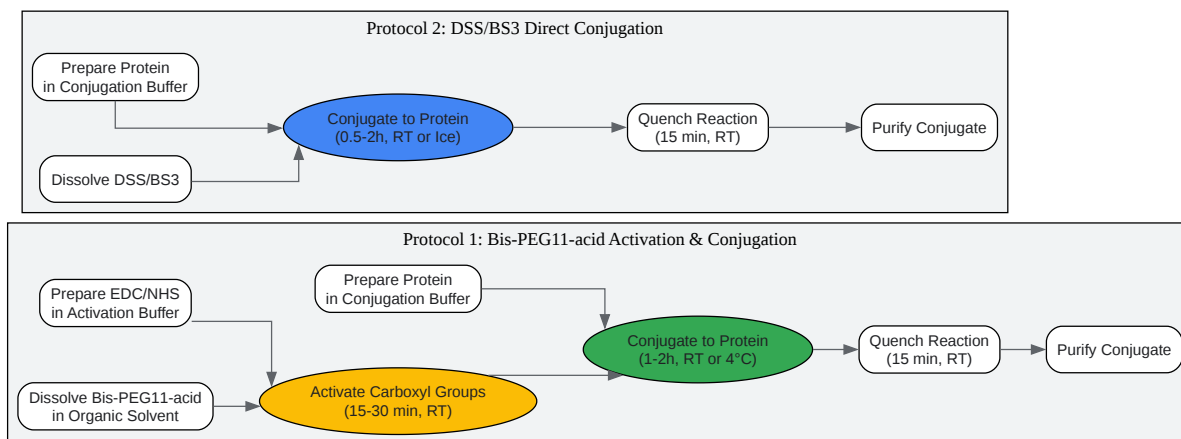 Protocol 2: DSS/BS3 Direct Conjugation
Prepare Protein
in Conjugation Buffer
Conjugate to Protein
(0.5-2h, RT or Ice)
Quench Reaction
(15 min, RT)
Purify Conjugate
Dissolve DSS/BS3
Protocol 1: Bis-PEG11-acid Activation & Conjugation
Prepare EDC/NHS
in Activation Buffer
Prepare Protein
in Conjugation Buffer
Conjugate to Protein
(1-2h, RT or 4°C)
Quench Reaction
(15 min, RT)
Purify Conjugate
Dissolve Bis-PEG11-acid
in Organic Solvent
Activate Carboxyl Groups
(15-30 min, RT)